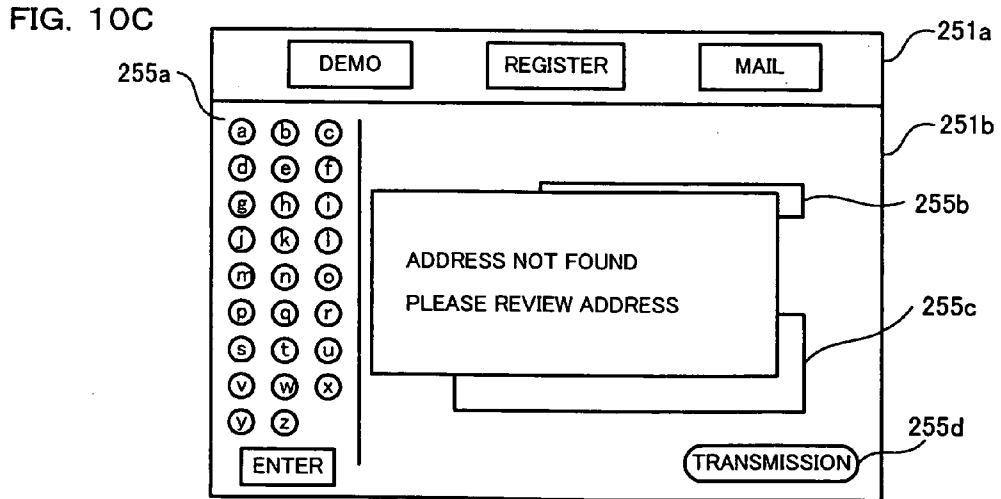 FIG. 10C
251a
DEMO REGISTER MAIL
255a
251b
a b c
d e f
g h i
j k l
m n o
p q r
s t u
v w x
y z
255b
ADDRESS NOT FOUND
PLEASE REVIEW ADDRESS
255c
255d
ENTER
TRANSMISSION